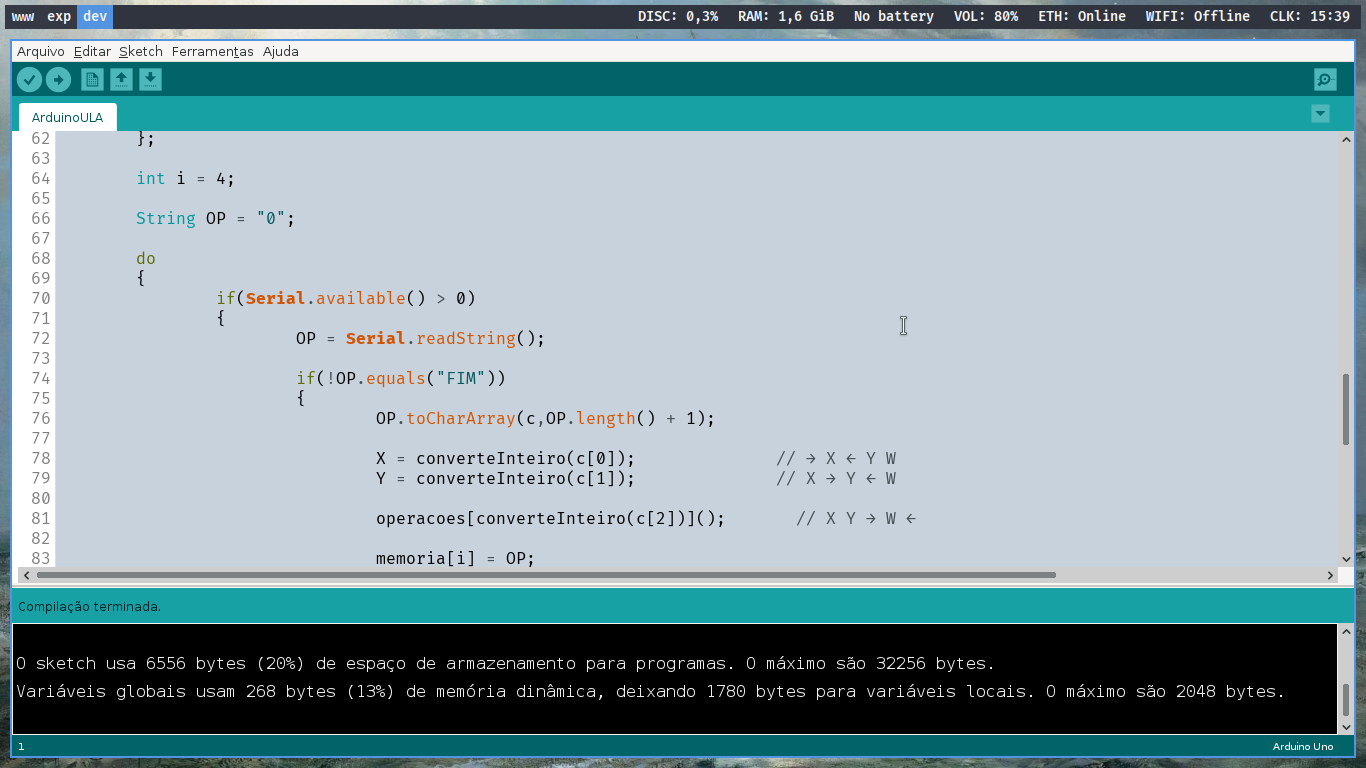 www exp dev DISC: 0,3% RAM: 1,6 GiB No battery VOL: 80% ETH: Online WIFI: Offline CLK: 15:39
Arquivo Editar Sketch Ferramentas Ajuda
ArduinoULA
62 };
63
64 int i = 4;
65
66 String OP = "0";
67
68 do
69 {
70 if(Serial.available() > 0)
71 {
72 OP = Serial.readString();
73
74 if(!OP.equals("FIM"))
75 {
76 OP.toCharArray(c,OP.length() + 1);
77
78 X = converteInteiro(c[0]); // → X ← Y W
79 Y = converteInteiro(c[1]); // X → Y ← W
80
81 operacoes[converteInteiro(c[2])](); // X Y → W ←
82
83 memoria[i] = OP;
Compilação terminada.
O sketch usa 6556 bytes (20%) de espaço de armazenamento para programas. O máximo são 32256 bytes.
Variáveis globais usam 268 bytes (13%) de memória dinâmica, deixando 1780 bytes para variáveis locais. O máximo são 2048 bytes.
1 Arduino Uno